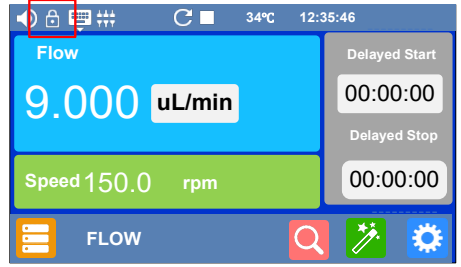 34℃ 12:35:46
Flow
9.000 uL/min
Speed 150.0 rpm
Delayed Start
00:00:00
Delayed Stop
00:00:00
FLOW